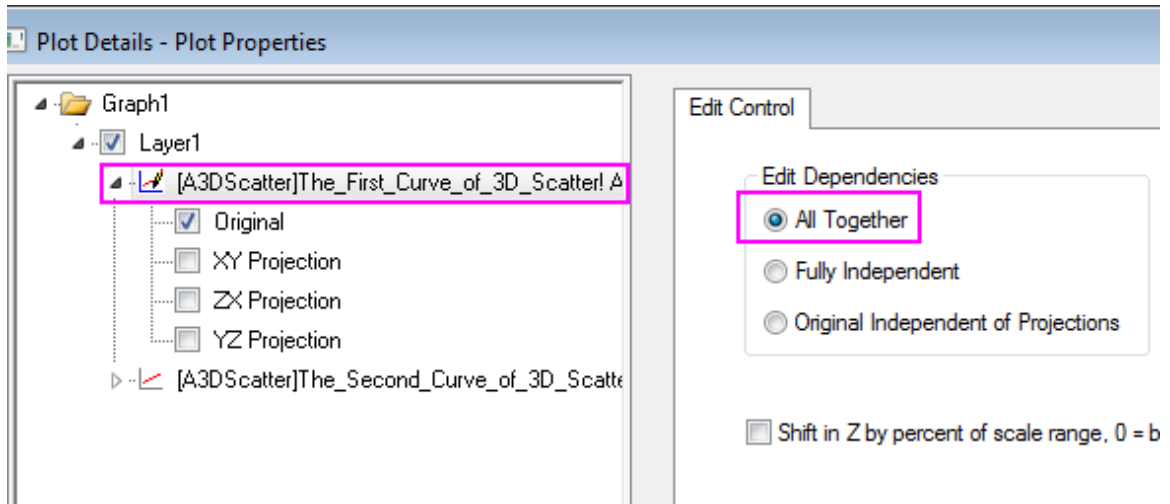 Plot Details - Plot Properties
Graph1
Layer1
[A3DScatter]The_First_Curve_of_3D_Scatter! A
Original
XY Projection
ZX Projection
YZ Projection
[A3DScatter]The_Second_Curve_of_3D_Scatte
Edit Control
Edit Dependencies
All Together
Fully Independent
Original Independent of Projections
Shift in Z by percent of scale range, 0 = b